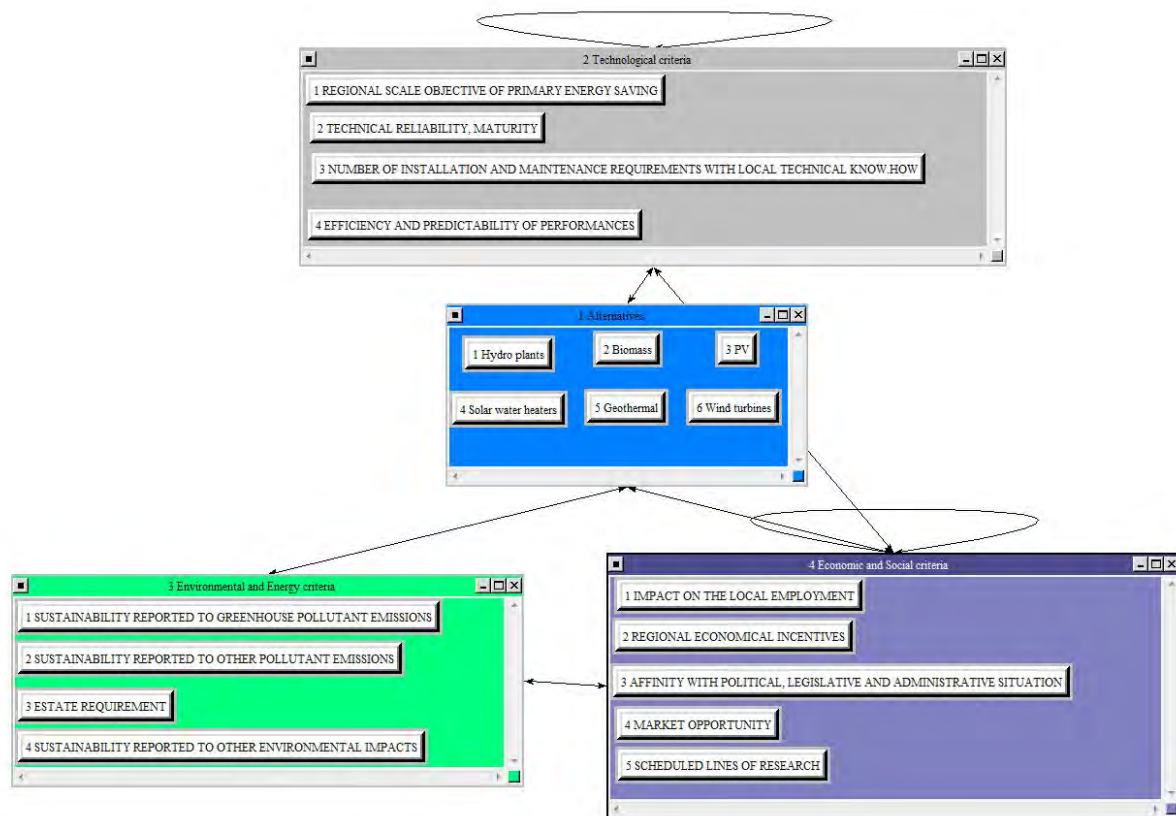 2 Technological criteria
1 REGIONAL SCALE OBJECTIVE OF PRIMARY ENERGY SAVING
2 TECHNICAL RELIABILITY, MATURITY
3 NUMBER OF INSTALLATION AND MAINTENANCE REQUIREMENTS WITH LOCAL TECHNICAL KNOW.HOW
4 EFFICIENCY AND PREDICTABILITY OF PERFORMANCES
1 Alternatives
1 Hydro plants
2 Biomass
3 PV
4 Solar water heaters
5 Geothermal
6 Wind turbines
3 Environmental and Energy criteria
1 SUSTAINABILITY REPORTED TO GREENHOUSE POLLUTANT EMISSIONS
2 SUSTAINABILITY REPORTED TO OTHER POLLUTANT EMISSIONS
3 ESTATE REQUIREMENT
4 SUSTAINABILITY REPORTED TO OTHER ENVIRONMENTAL IMPACTS
4 Economic and Social criteria
1 IMPACT ON THE LOCAL EMPLOYMENT
2 REGIONAL ECONOMICAL INCENTIVES
3 AFFINITY WITH POLITICAL, LEGISLATIVE AND ADMINISTRATIVE SITUATION
4 MARKET OPPORTUNITY
5 SCHEDULED LINES OF RESEARCH